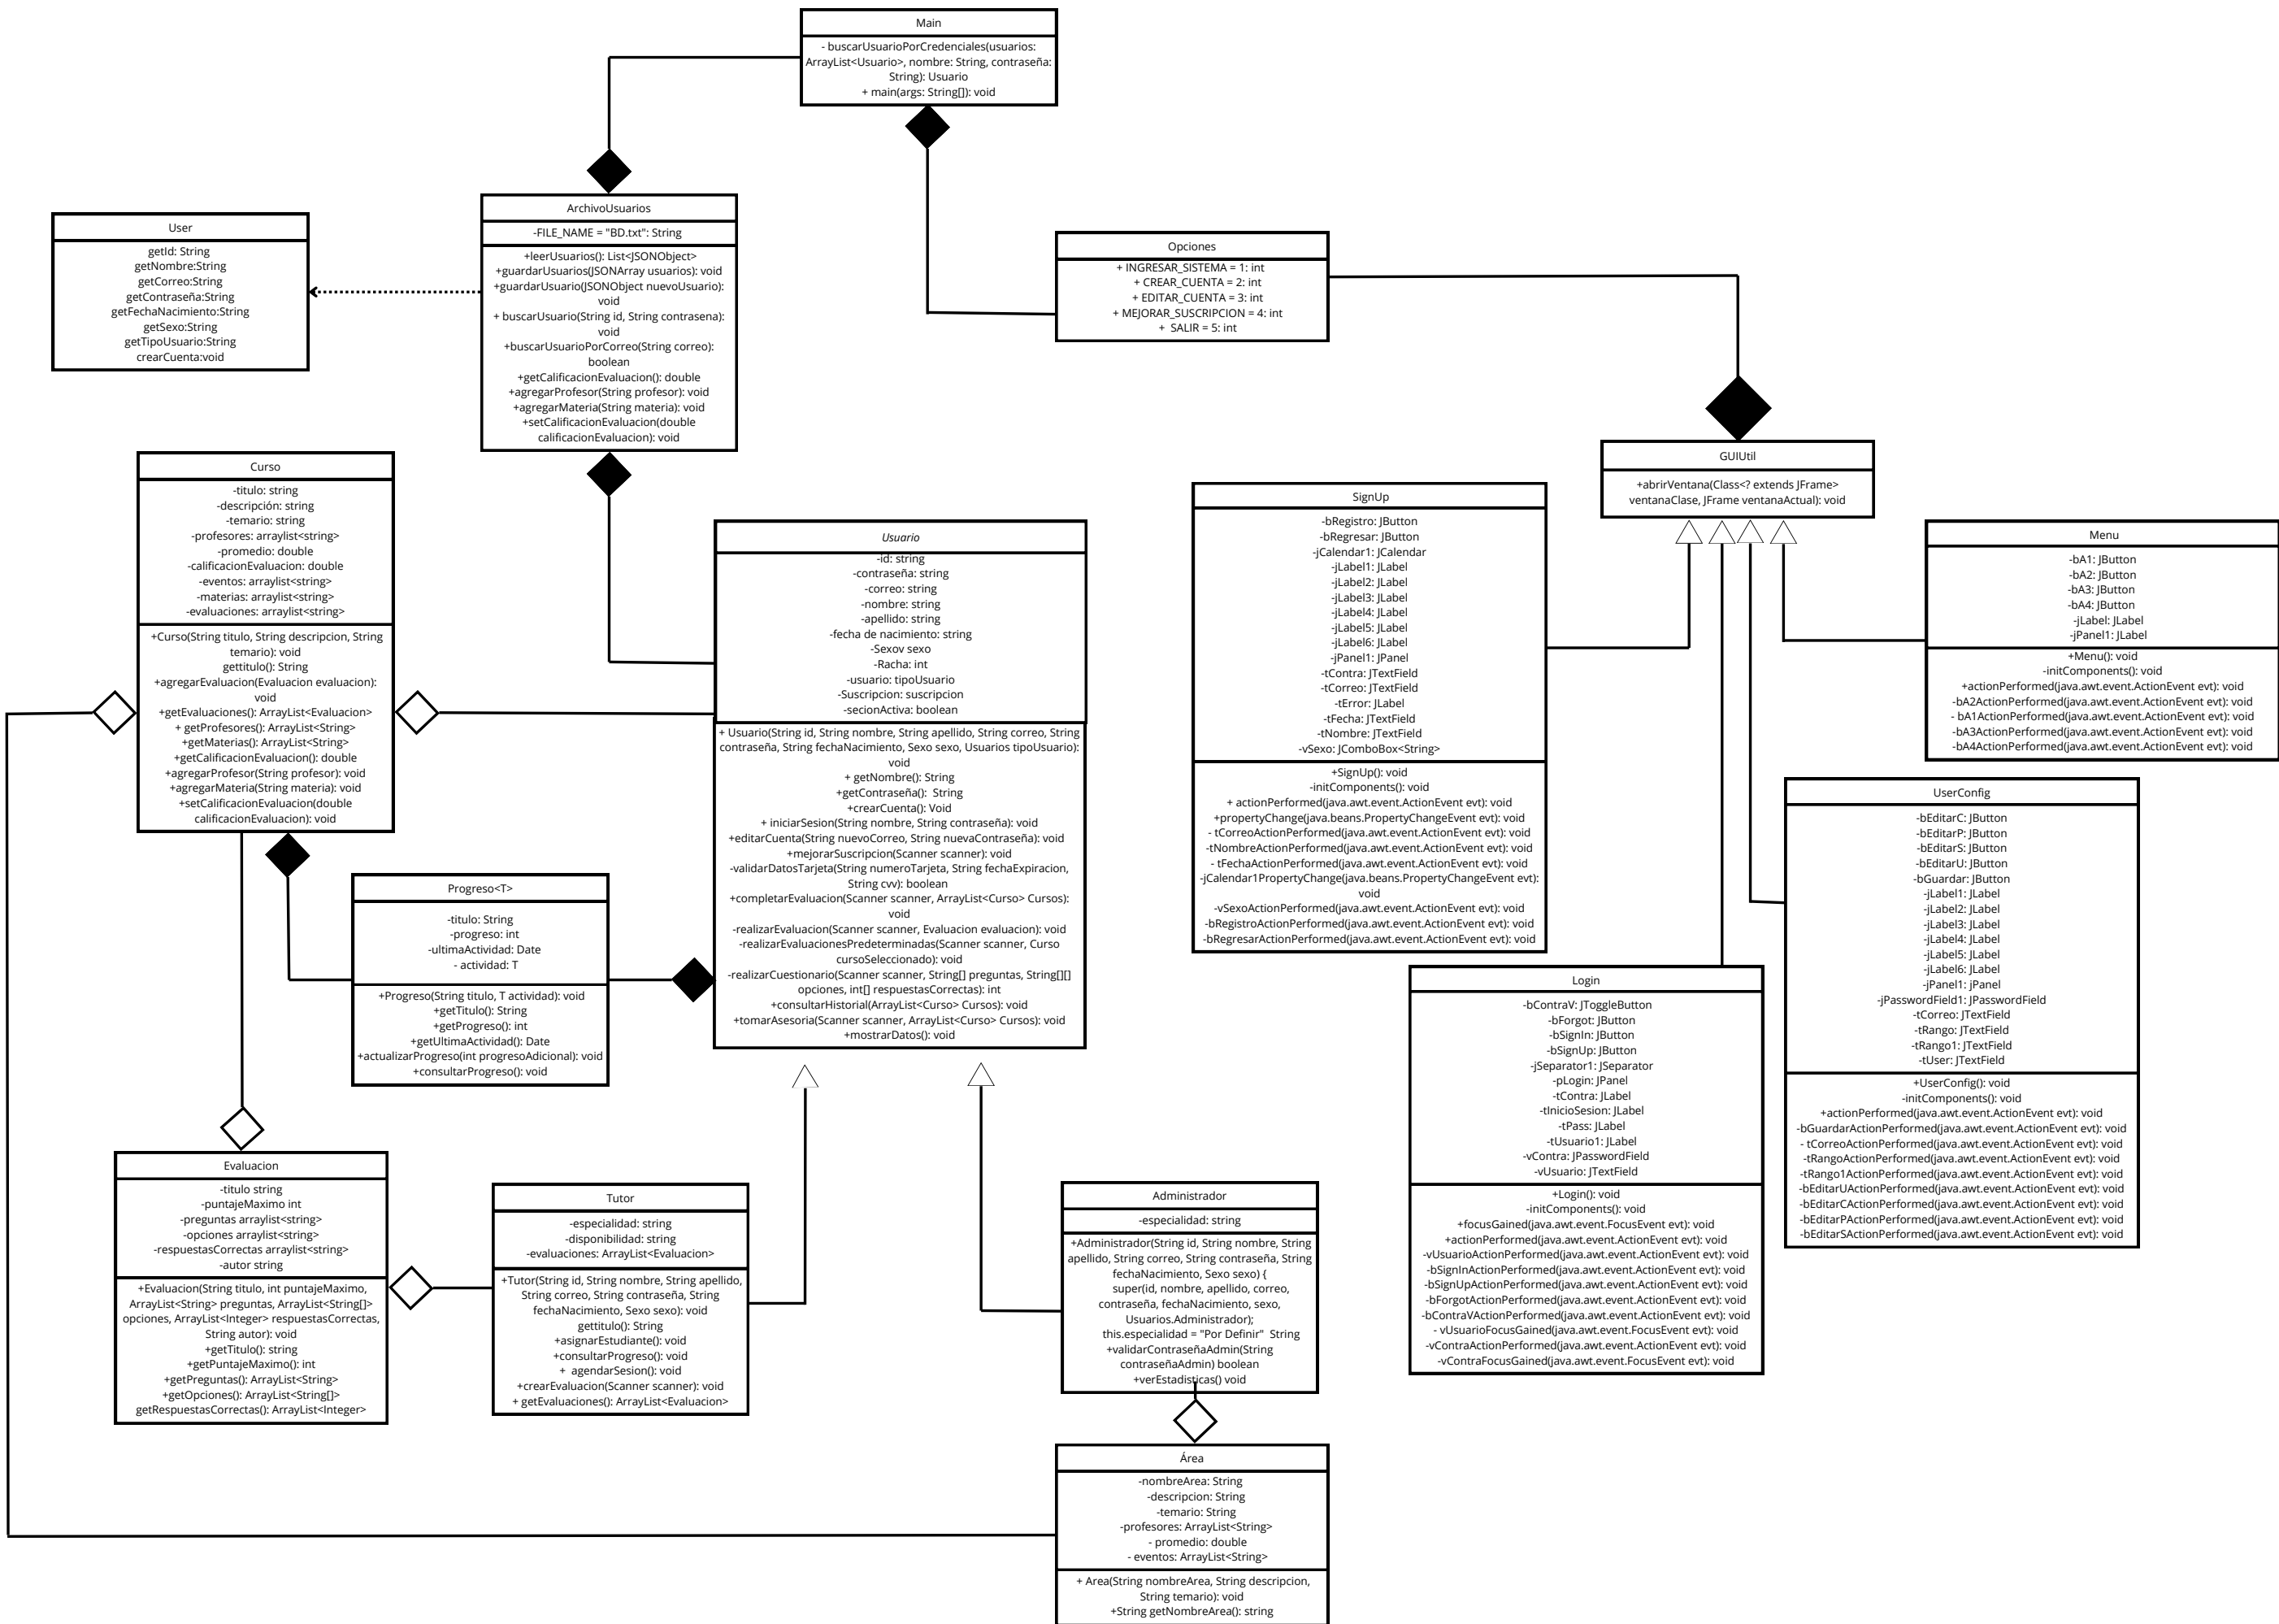 Main
- buscarUsuarioPorCredenciales(usuarios:
ArrayList<Usuario>, nombre: String, contraseña:
String): Usuario
+ main(args: String[]): void
ArchivoUsuarios
-FILE_NAME = "BD.txt": String
+leerUsuarios(): List<JSONObject>
+guardarUsuarios(JSONArray usuarios): void
+guardarUsuario(JSONObject nuevoUsuario):
void
+ buscarUsuario(String id, String contrasena):
void
+buscarUsuarioPorCorreo(String correo):
boolean
+getCalificacionEvaluacion(): double
+agregarProfesor(String profesor): void
+agregarMateria(String materia): void
+setCalificacionEvaluacion(double
calificacionEvaluacion): void
User
getId: String
getNombre:String
getCorreo:String
getContraseña:String
getFechaNacimiento:String
getSexo:String
getTipoUsuario:String
crearCuenta:void
Opciones
+ INGRESAR_SISTEMA = 1: int
+ CREAR_CUENTA = 2: int
+ EDITAR_CUENTA = 3: int
+ MEJORAR_SUSCRIPCION = 4: int
+ SALIR = 5: int
GUIUtil
+abrirVentana(Class<? extends JFrame>
ventanaClase, JFrame ventanaActual): void
Curso
-titulo: string
-descripción: string
-temario: string
-profesores: arraylist<string>
-promedio: double
-calificacionEvaluacion: double
-eventos: arraylist<string>
-materias: arraylist<string>
-evaluaciones: arraylist<string>
+Curso(String titulo, String descripcion, String
temario): void
gettitulo(): String
+agregarEvaluacion(Evaluacion evaluacion):
void
+getEvaluaciones(): ArrayList<Evaluacion>
+ getProfesores(): ArrayList<String>
+getMaterias(): ArrayList<String>
+getCalificacionEvaluacion(): double
+agregarProfesor(String profesor): void
+agregarMateria(String materia): void
+setCalificacionEvaluacion(double
calificacionEvaluacion): void
Usuario
-id: string
-contraseña: string
-correo: string
-nombre: string
-apellido: string
-fecha de nacimiento: string
-Sexov sexo
-Racha: int
-usuario: tipoUsuario
-Suscripcion: suscripcion
-secionActiva: boolean
+ Usuario(String id, String nombre, String apellido, String correo, String
contraseña, String fechaNacimiento, Sexo sexo, Usuarios tipoUsuario):
void
+ getNombre(): String
+getContraseña(): String
+crearCuenta(): Void
+ iniciarSesion(String nombre, String contraseña): void
+editarCuenta(String nuevoCorreo, String nuevaContraseña): void
+mejorarSuscripcion(Scanner scanner): void
-validarDatosTarjeta(String numeroTarjeta, String fechaExpiracion,
String cvv): boolean
+completarEvaluacion(Scanner scanner, ArrayList<Curso> Cursos):
void
-realizarEvaluacion(Scanner scanner, Evaluacion evaluacion): void
-realizarEvaluacionesPredeterminadas(Scanner scanner, Curso
cursoSeleccionado): void
-realizarCuestionario(Scanner scanner, String[] preguntas, String[][]
opciones, int[] respuestasCorrectas): int
+consultarHistorial(ArrayList<Curso> Cursos): void
+tomarAsesoria(Scanner scanner, ArrayList<Curso> Cursos): void
+mostrarDatos(): void
SignUp
-bRegistro: JButton
-bRegresar: JButton
-jCalendar1: JCalendar
-jLabel1: JLabel
-jLabel2: JLabel
-jLabel3: JLabel
-jLabel4: JLabel
-jLabel5: JLabel
-jLabel6: JLabel
-jPanel1: JPanel
-tContra: JTextField
-tCorreo: JTextField
-tError: JLabel
-tFecha: JTextField
-tNombre: JTextField
-vSexo: JComboBox<String>
+SignUp(): void
-initComponents(): void
+ actionPerformed(java.awt.event.ActionEvent evt): void
+propertyChange(java.beans.PropertyChangeEvent evt): void
- tCorreoActionPerformed(java.awt.event.ActionEvent evt): void
-tNombreActionPerformed(java.awt.event.ActionEvent evt): void
- tFechaActionPerformed(java.awt.event.ActionEvent evt): void
-jCalendar1PropertyChange(java.beans.PropertyChangeEvent evt):
void
-vSexoActionPerformed(java.awt.event.ActionEvent evt): void
-bRegistroActionPerformed(java.awt.event.ActionEvent evt): void
-bRegresarActionPerformed(java.awt.event.ActionEvent evt): void
Menu
-bA1: JButton
-bA2: JButton
-bA3: JButton
-bA4: JButton
-jLabel: JLabel
-jPanel1: JLabel
+Menu(): void
-initComponents(): void
+actionPerformed(java.awt.event.ActionEvent evt): void
-bA2ActionPerformed(java.awt.event.ActionEvent evt): void
- bA1ActionPerformed(java.awt.event.ActionEvent evt): void
-bA3ActionPerformed(java.awt.event.ActionEvent evt): void
-bA4ActionPerformed(java.awt.event.ActionEvent evt): void
UserConfig
-bEditarC: JButton
-bEditarP: JButton
-bEditarS: JButton
-bEditarU: JButton
-bGuardar: JButton
-jLabel1: JLabel
-jLabel2: JLabel
-jLabel3: JLabel
-jLabel4: JLabel
-jLabel5: JLabel
-jLabel6: JLabel
-jPanel1: jPanel
-jPasswordField1: JPasswordField
-tCorreo: JTextField
-tRango: JTextField
-tRango1: JTextField
-tUser: JTextField
+UserConfig(): void
-initComponents(): void
+actionPerformed(java.awt.event.ActionEvent evt): void
-bGuardarActionPerformed(java.awt.event.ActionEvent evt): void
- tCorreoActionPerformed(java.awt.event.ActionEvent evt): void
-tRangoActionPerformed(java.awt.event.ActionEvent evt): void
-tRango1ActionPerformed(java.awt.event.ActionEvent evt): void
-bEditarUActionPerformed(java.awt.event.ActionEvent evt): void
-bEditarCActionPerformed(java.awt.event.ActionEvent evt): void
-bEditarPActionPerformed(java.awt.event.ActionEvent evt): void
-bEditarSActionPerformed(java.awt.event.ActionEvent evt): void
Progreso<T>
-titulo: String
-progreso: int
-ultimaActividad: Date
- actividad: T
+Progreso(String titulo, T actividad): void
+getTitulo(): String
+getProgreso(): int
+getUltimaActividad(): Date
+actualizarProgreso(int progresoAdicional): void
+consultarProgreso(): void
Login
-bContraV: JToggleButton
-bForgot: JButton
-bSignIn: JButton
-bSignUp: JButton
-jSeparator1: JSeparator
-pLogin: JPanel
-tContra: JLabel
-tInicioSesion: JLabel
-tPass: JLabel
-tUsuario1: JLabel
-vContra: JPasswordField
-vUsuario: JTextField
+Login(): void
-initComponents(): void
+focusGained(java.awt.event.FocusEvent evt): void
+actionPerformed(java.awt.event.ActionEvent evt): void
-vUsuarioActionPerformed(java.awt.event.ActionEvent evt): void
-bSignInActionPerformed(java.awt.event.ActionEvent evt): void
-bSignUpActionPerformed(java.awt.event.ActionEvent evt): void
-bForgotActionPerformed(java.awt.event.ActionEvent evt): void
-bContraVActionPerformed(java.awt.event.ActionEvent evt): void
- vUsuarioFocusGained(java.awt.event.FocusEvent evt): void
-vContraActionPerformed(java.awt.event.ActionEvent evt): void
-vContraFocusGained(java.awt.event.FocusEvent evt): void
Evaluacion
-titulo string
-puntajeMaximo int
-preguntas arraylist<string>
-opciones arraylist<string>
-respuestasCorrectas arraylist<string>
-autor string
+Evaluacion(String titulo, int puntajeMaximo,
ArrayList<String> preguntas, ArrayList<String[]>
opciones, ArrayList<Integer> respuestasCorrectas,
String autor): void
+getTitulo(): string
+getPuntajeMaximo(): int
+getPreguntas(): ArrayList<String>
+getOpciones(): ArrayList<String[]>
getRespuestasCorrectas(): ArrayList<Integer>
Tutor
-especialidad: string
-disponibilidad: string
-evaluaciones: ArrayList<Evaluacion>
+Tutor(String id, String nombre, String apellido,
String correo, String contraseña, String
fechaNacimiento, Sexo sexo): void
gettitulo(): String
+asignarEstudiante(): void
+consultarProgreso(): void
+ agendarSesion(): void
+crearEvaluacion(Scanner scanner): void
+ getEvaluaciones(): ArrayList<Evaluacion>
Administrador
-especialidad: string
+Administrador(String id, String nombre, String
apellido, String correo, String contraseña, String
fechaNacimiento, Sexo sexo) {
super(id, nombre, apellido, correo,
contraseña, fechaNacimiento, sexo,
Usuarios.Administrador);
this.especialidad = "Por Definir" String
+validarContraseñaAdmin(String
contraseñaAdmin) boolean
+verEstadisticas() void
Área
-nombreArea: String
-descripcion: String
-temario: String
-profesores: ArrayList<String>
- promedio: double
- eventos: ArrayList<String>
+ Area(String nombreArea, String descripcion,
String temario): void
+String getNombreArea(): string